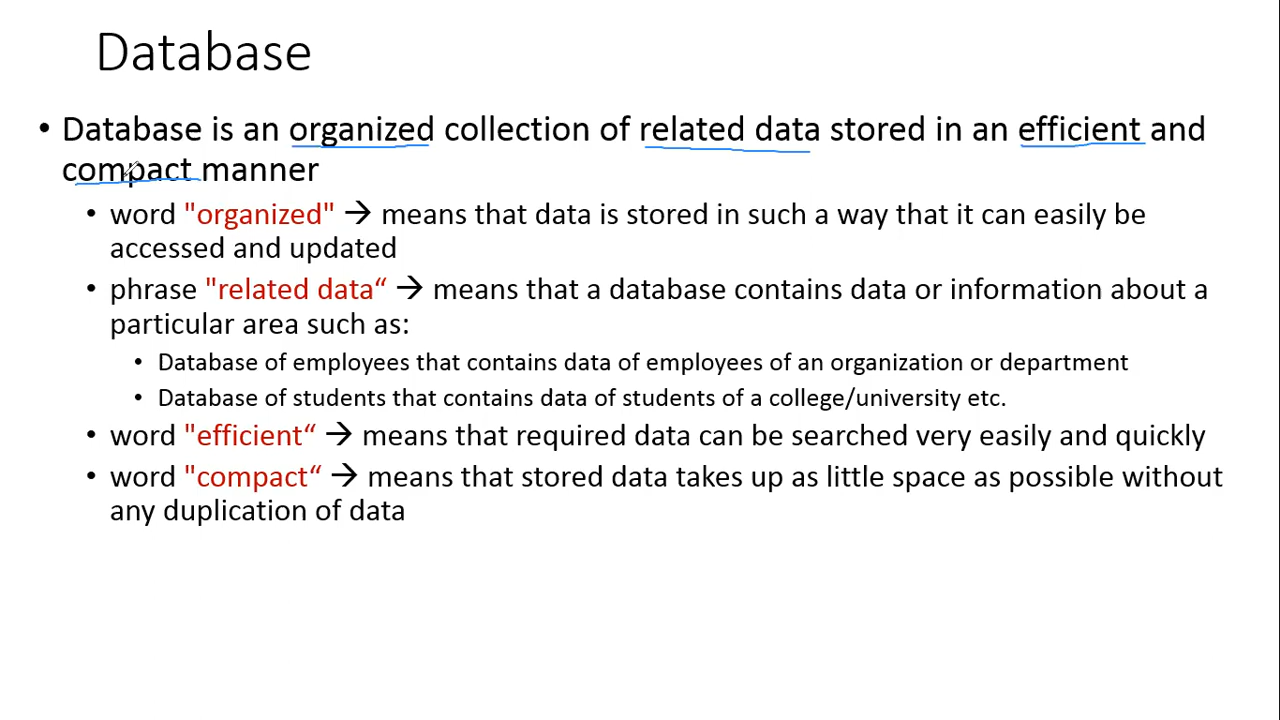 Database
• Database is an organized collection of related data stored in an efficient and
compact manner
• word "organized" → means that data is stored in such a way that it can easily be
accessed and updated
• phrase "related data“ → means that a database contains data or information about a
particular area such as:
• Database of employees that contains data of employees of an organization or department
• Database of students that contains data of students of a college/university etc.
• word "efficient“ → means that required data can be searched very easily and quickly
• word "compact“ → means that stored data takes up as little space as possible without
any duplication of data